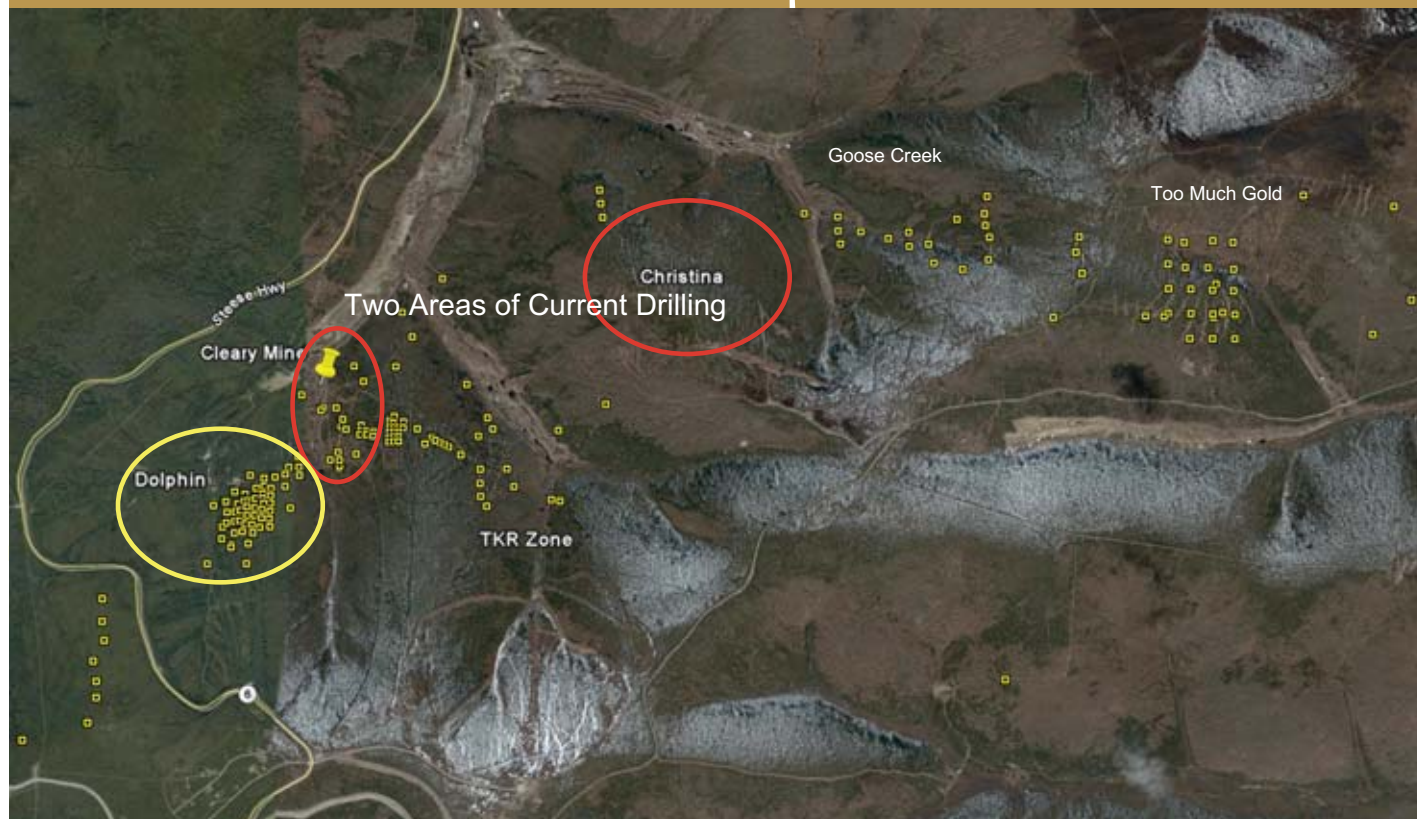 Goose Creek
Too Much Gold
Christina
Steese Hwy
Two Areas of Current Drilling
Cleary Mine
Dolphin
TKR Zone
6